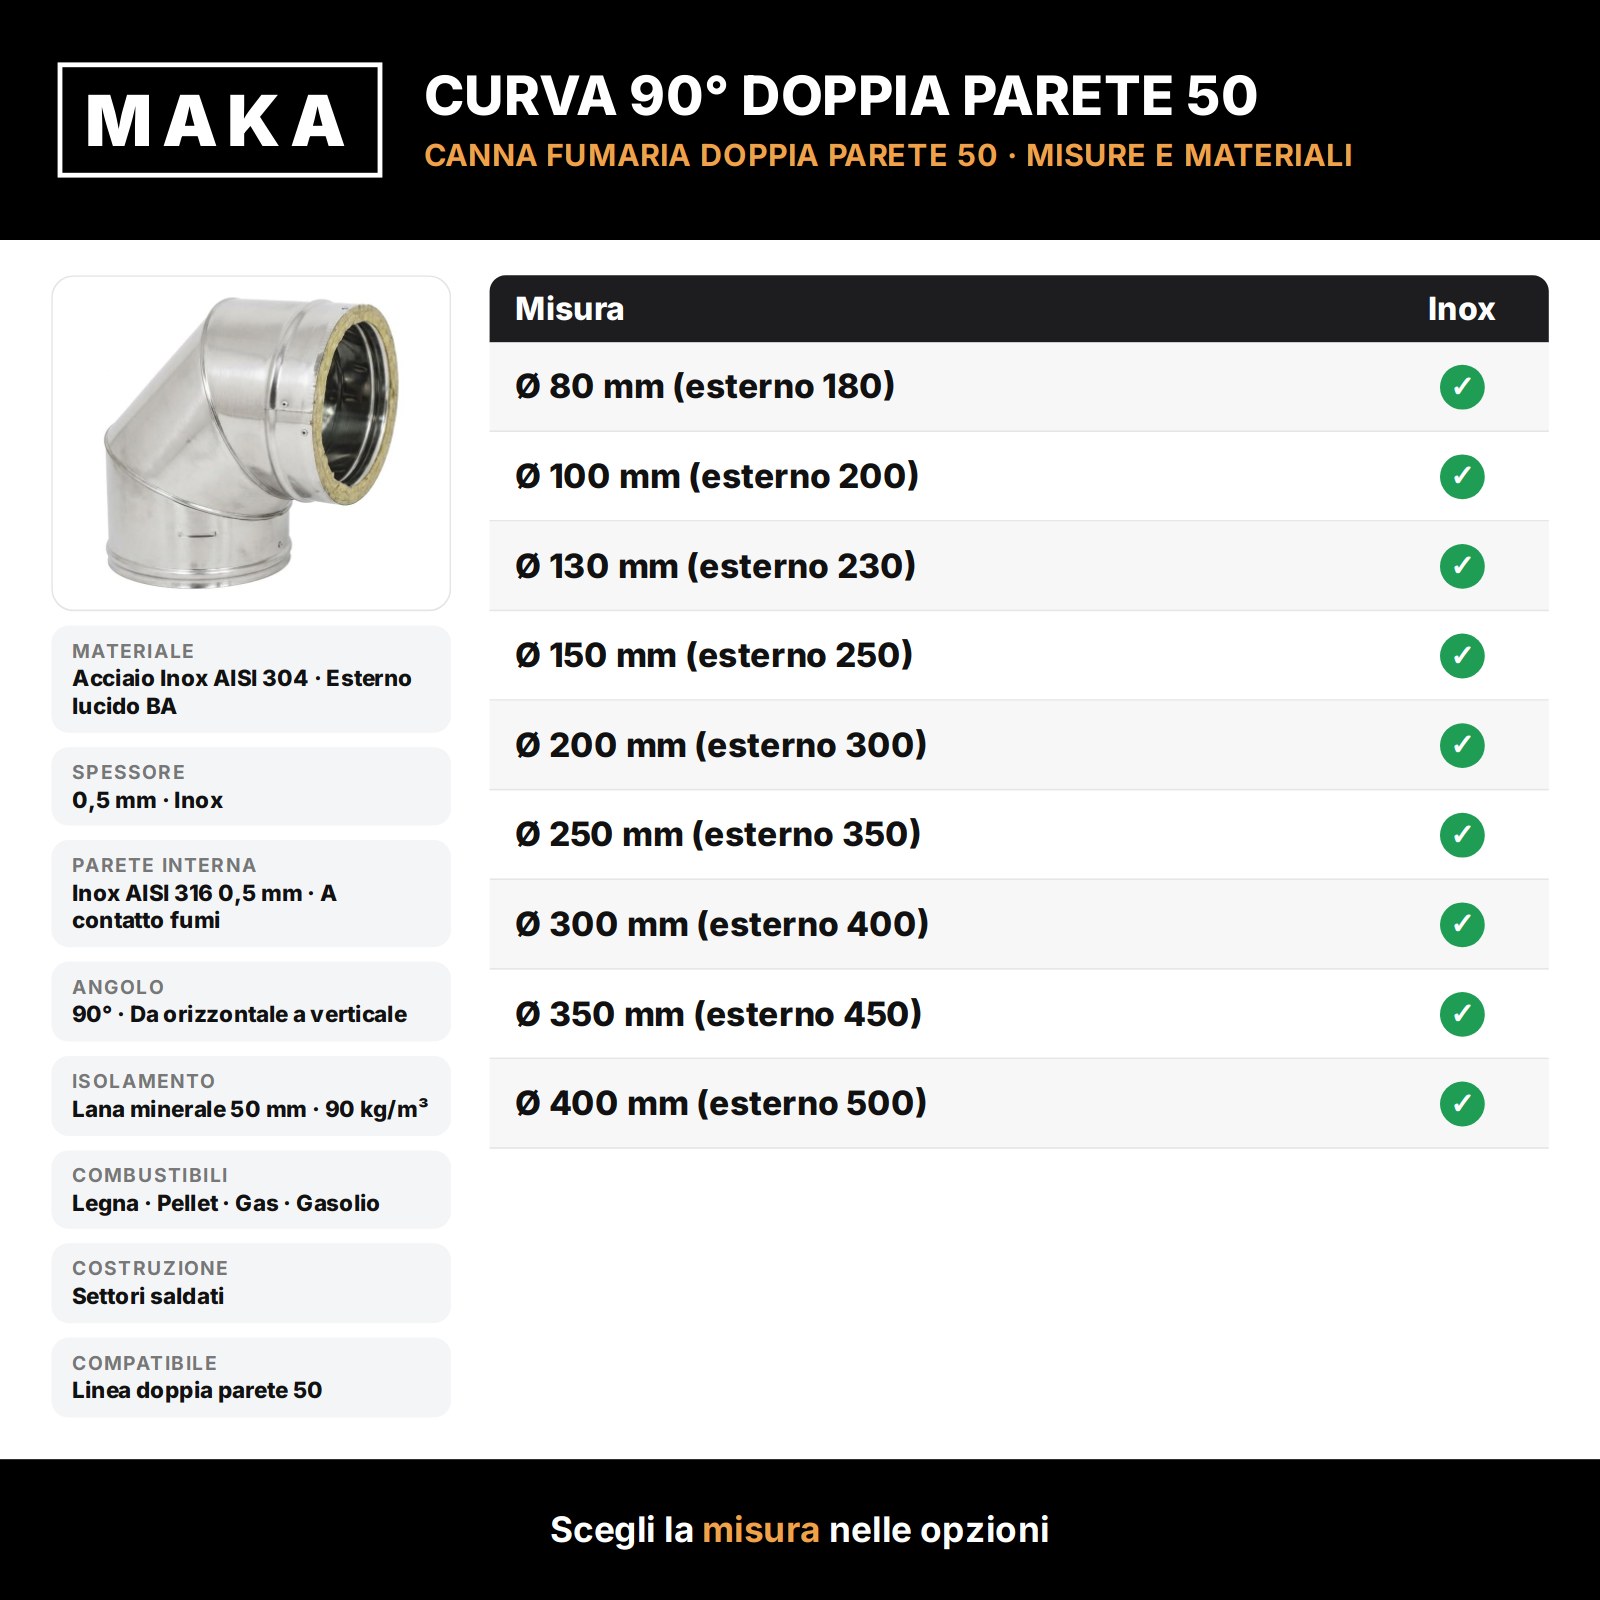 MAKA
CURVA 90° DOPPIA PARETE 50
CANNA FUMARIA DOPPIA PARETE 50 · MISURE E MATERIALI
MATERIALE
Acciaio Inox AISI 304 · Esterno
lucido BA
SPESSORE
0,5 mm · Inox
PARETE INTERNA
Inox AISI 316 0,5 mm · A
contatto fumi
ANGOLO
90° · Da orizzontale a verticale
ISOLAMENTO
Lana minerale 50 mm · 90 kg/m³
COMBUSTIBILI
Legna · Pellet · Gas · Gasolio
COSTRUZIONE
Settori saldati
COMPATIBILE
Linea doppia parete 50
Misura Inox
Ø 80 mm (esterno 180) ✓
Ø 100 mm (esterno 200) ✓
Ø 130 mm (esterno 230) ✓
Ø 150 mm (esterno 250) ✓
Ø 200 mm (esterno 300) ✓
Ø 250 mm (esterno 350) ✓
Ø 300 mm (esterno 400) ✓
Ø 350 mm (esterno 450) ✓
Ø 400 mm (esterno 500) ✓
Scegli la misura nelle opzioni